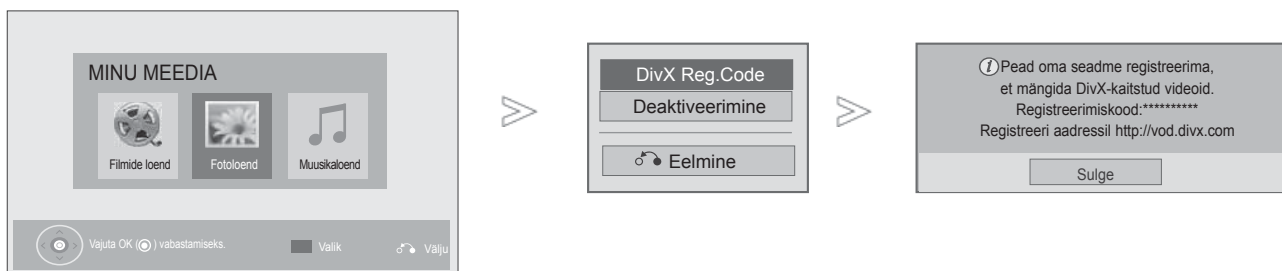 MINU MEEDIA
Filmide loend
Fotoloend
Muusikaloend
Vajuta OK ( ) vabastamiseks.
Valik
Välju
DivX Reg.Code
Deaktiveerimine
Eelmine
Pead oma seadme registreerima,
et mängida DivX-kaitstud videoid.
Registreerimiskood:**********
Registreeri aadressil http://vod.divx.com
Sulge